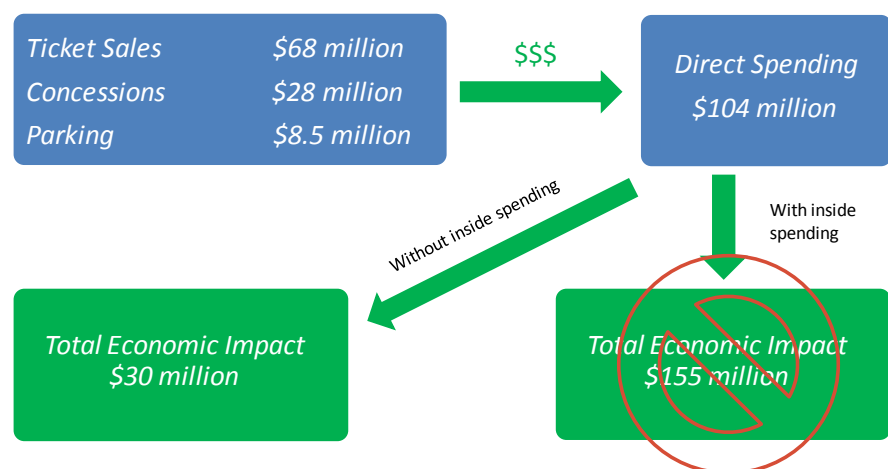 Ticket Sales $68 million
Concessions $28 million
Parking $8.5 million
$$$
Direct Spending
$104 million
Without inside spending
With inside
spending
Total Economic Impact
$30 million
Total Economic Impact
$155 million